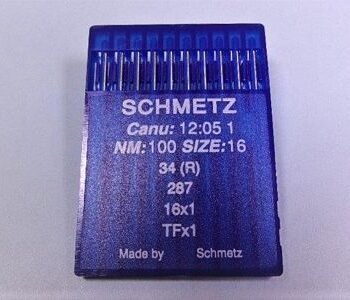 SCHMETZ
Canu: 12:05 1
NM:100 SIZE:16
34 (R)
287
16x1
TFx1
Made by Schmetz